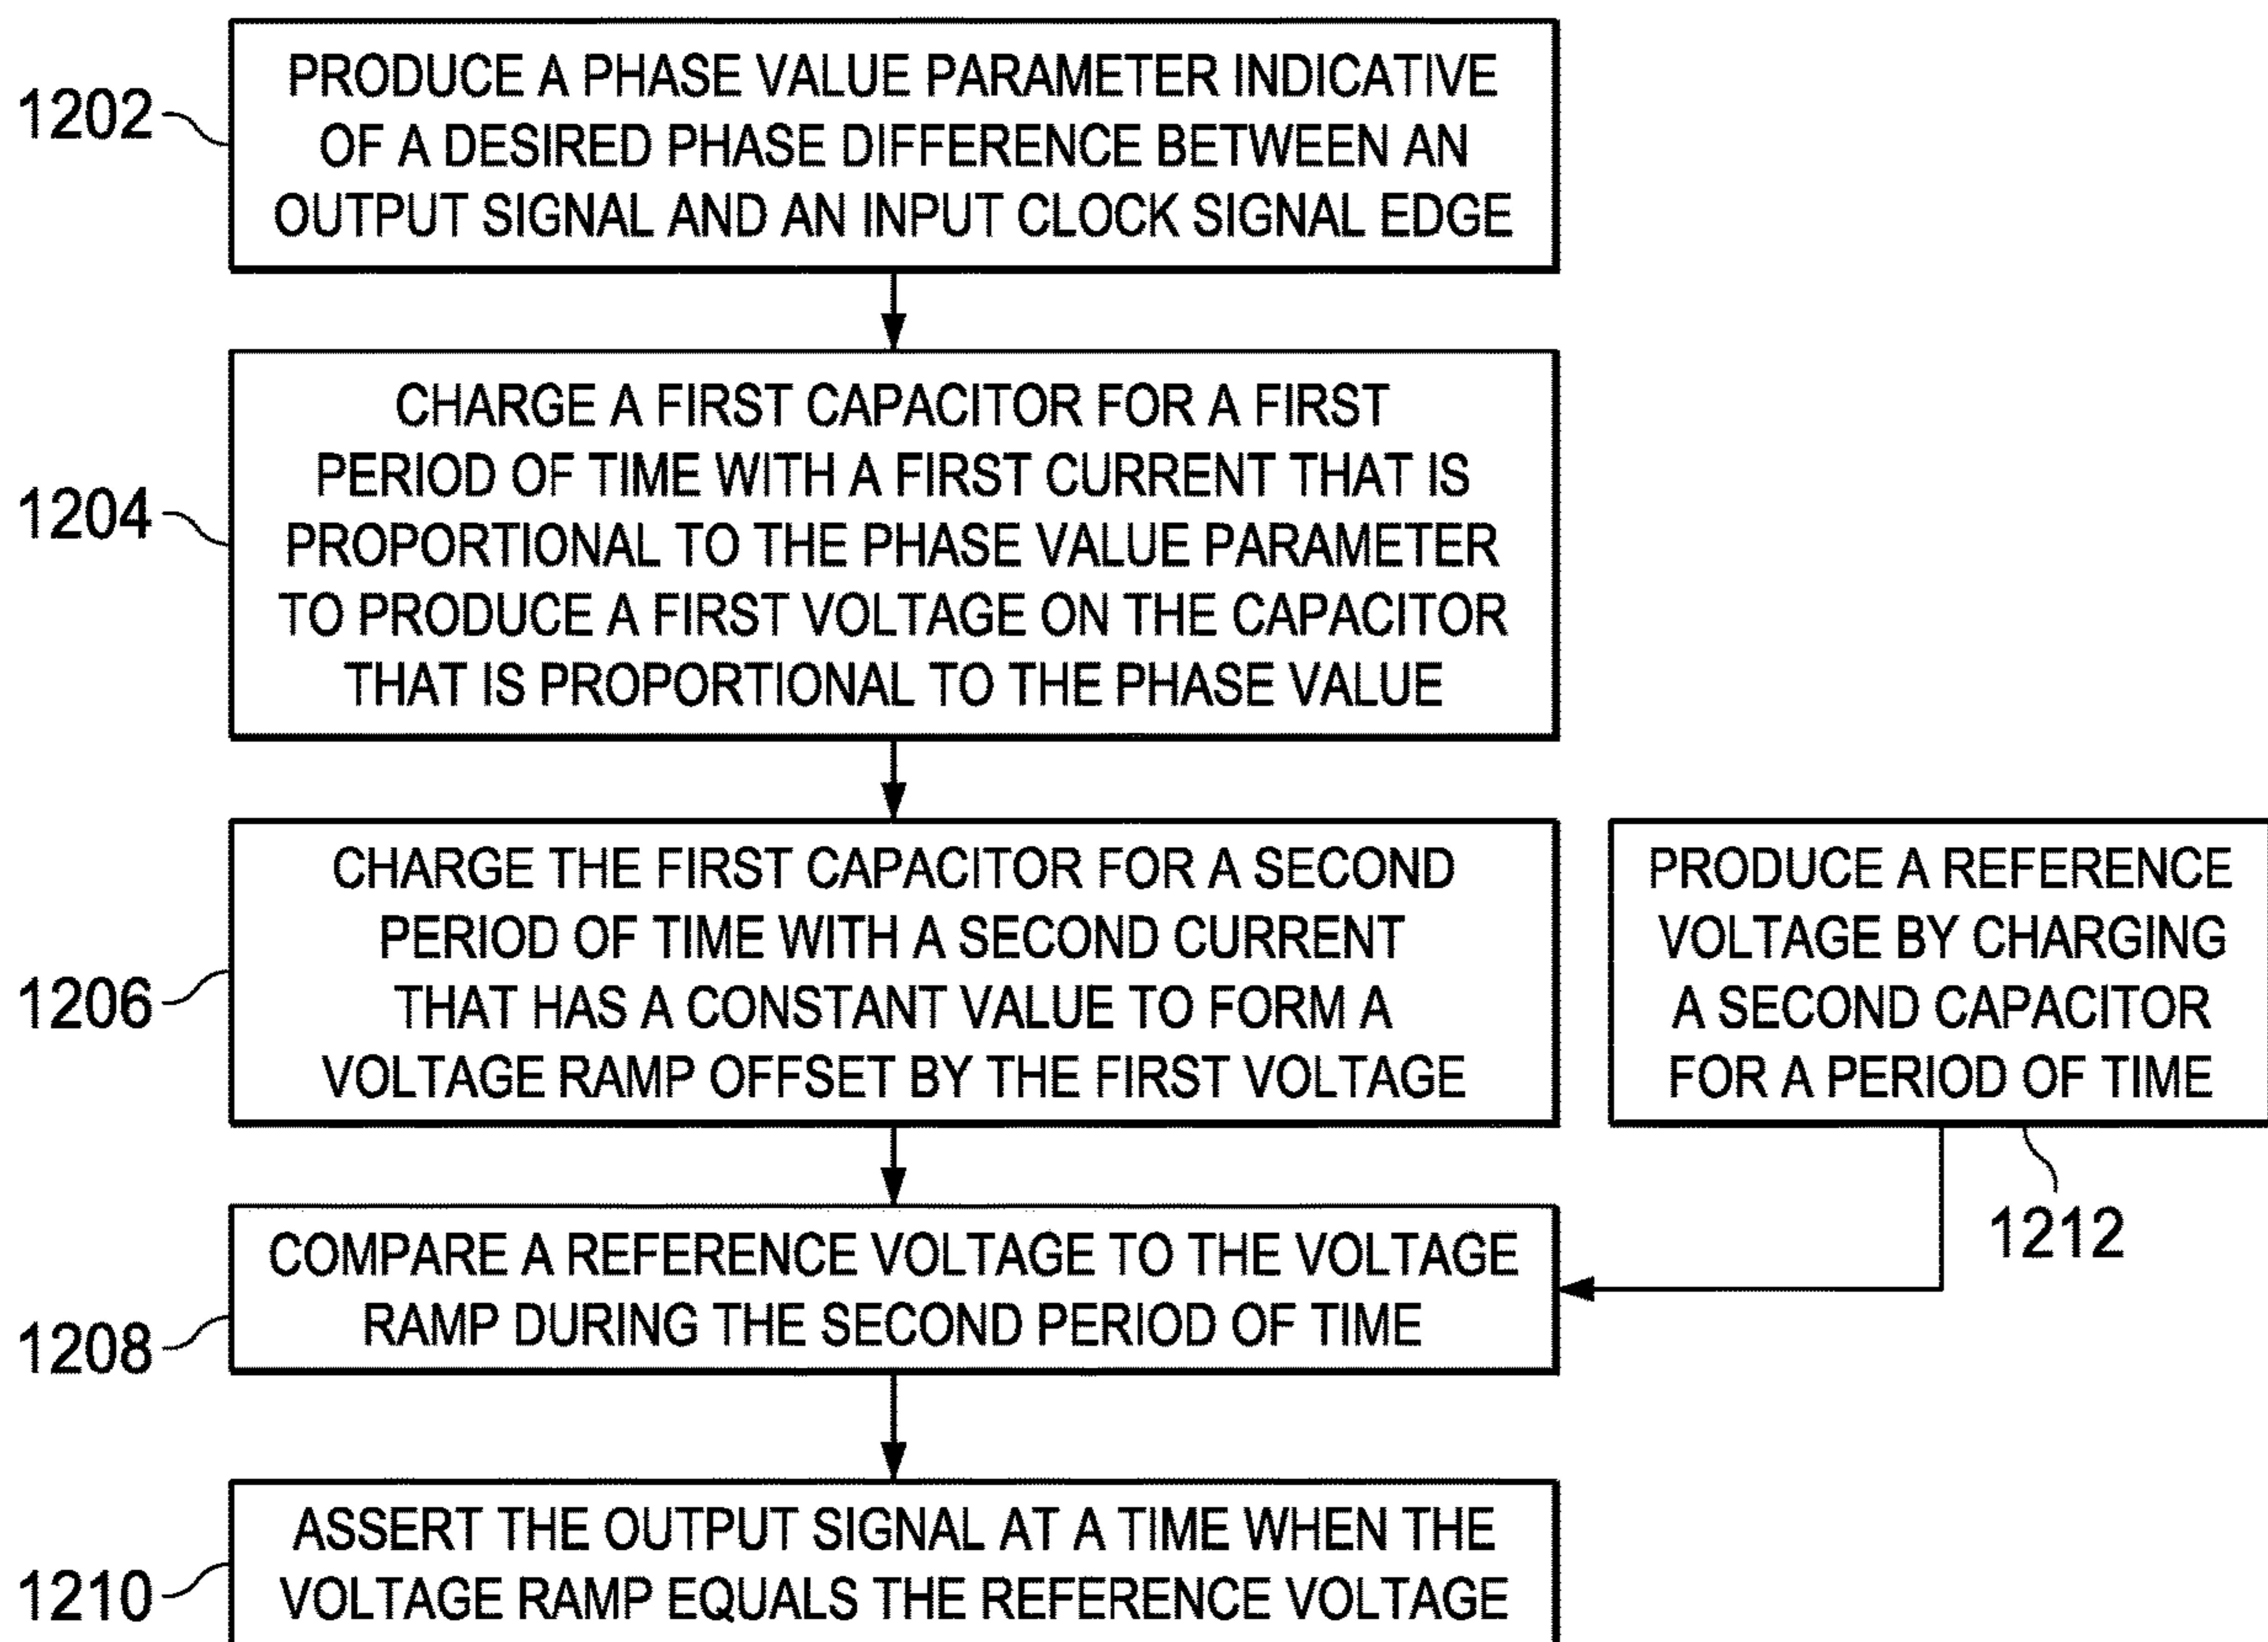 1202
PRODUCE A PHASE VALUE PARAMETER INDICATIVE
OF A DESIRED PHASE DIFFERENCE BETWEEN AN
OUTPUT SIGNAL AND AN INPUT CLOCK SIGNAL EDGE
1204
CHARGE A FIRST CAPACITOR FOR A FIRST
PERIOD OF TIME WITH A FIRST CURRENT THAT IS
PROPORTIONAL TO THE PHASE VALUE PARAMETER
TO PRODUCE A FIRST VOLTAGE ON THE CAPACITOR
THAT IS PROPORTIONAL TO THE PHASE VALUE
1206
CHARGE THE FIRST CAPACITOR FOR A SECOND
PERIOD OF TIME WITH A SECOND CURRENT
THAT HAS A CONSTANT VALUE TO FORM A
VOLTAGE RAMP OFFSET BY THE FIRST VOLTAGE
PRODUCE A REFERENCE
VOLTAGE BY CHARGING
A SECOND CAPACITOR
FOR A PERIOD OF TIME
1212
1208
COMPARE A REFERENCE VOLTAGE TO THE VOLTAGE
RAMP DURING THE SECOND PERIOD OF TIME
1210
ASSERT THE OUTPUT SIGNAL AT A TIME WHEN THE
VOLTAGE RAMP EQUALS THE REFERENCE VOLTAGE